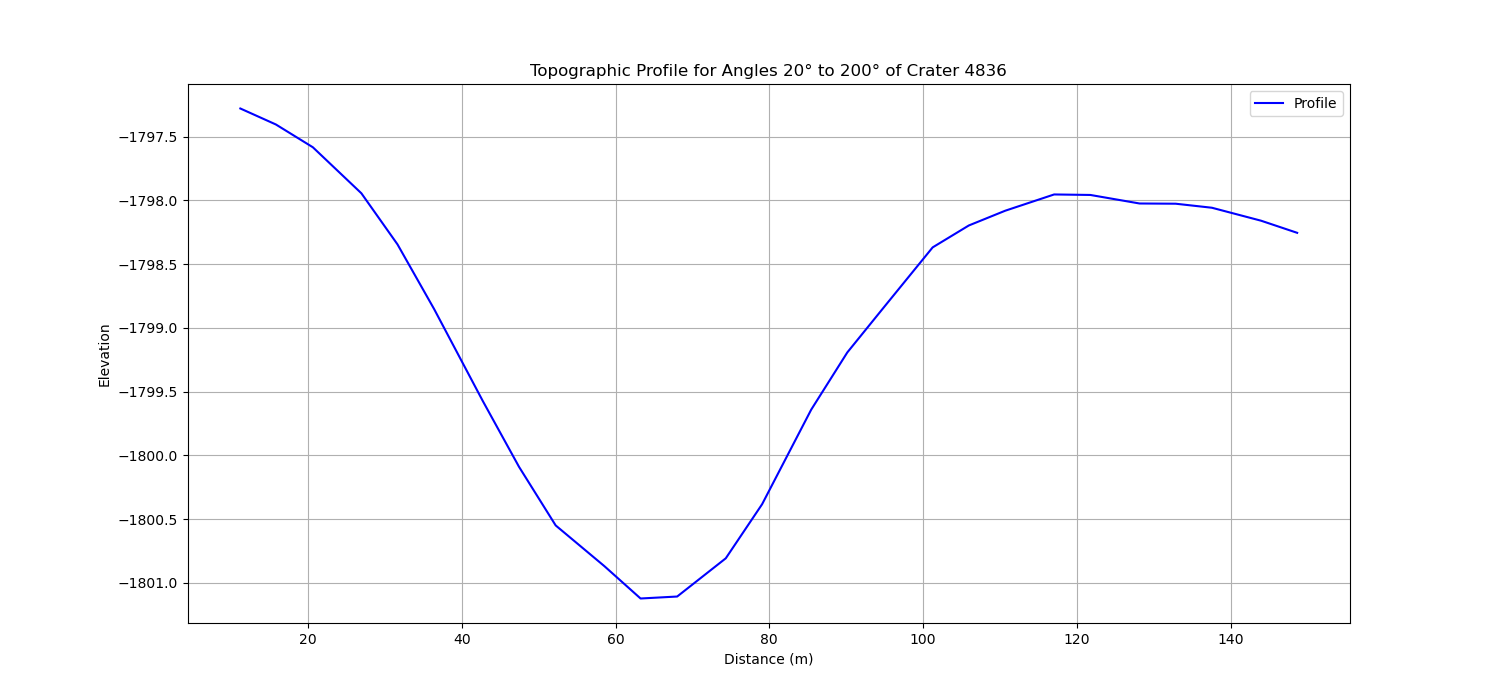 Topographic Profile for Angles 20° to 200° of Crater 4836
Profile
−1797.5
−1798.0
−1798.5
−1799.0
−1799.5
−1800.0
−1800.5
−1801.0
Elevation
20 40 60 80 100 120 140
Distance (m)